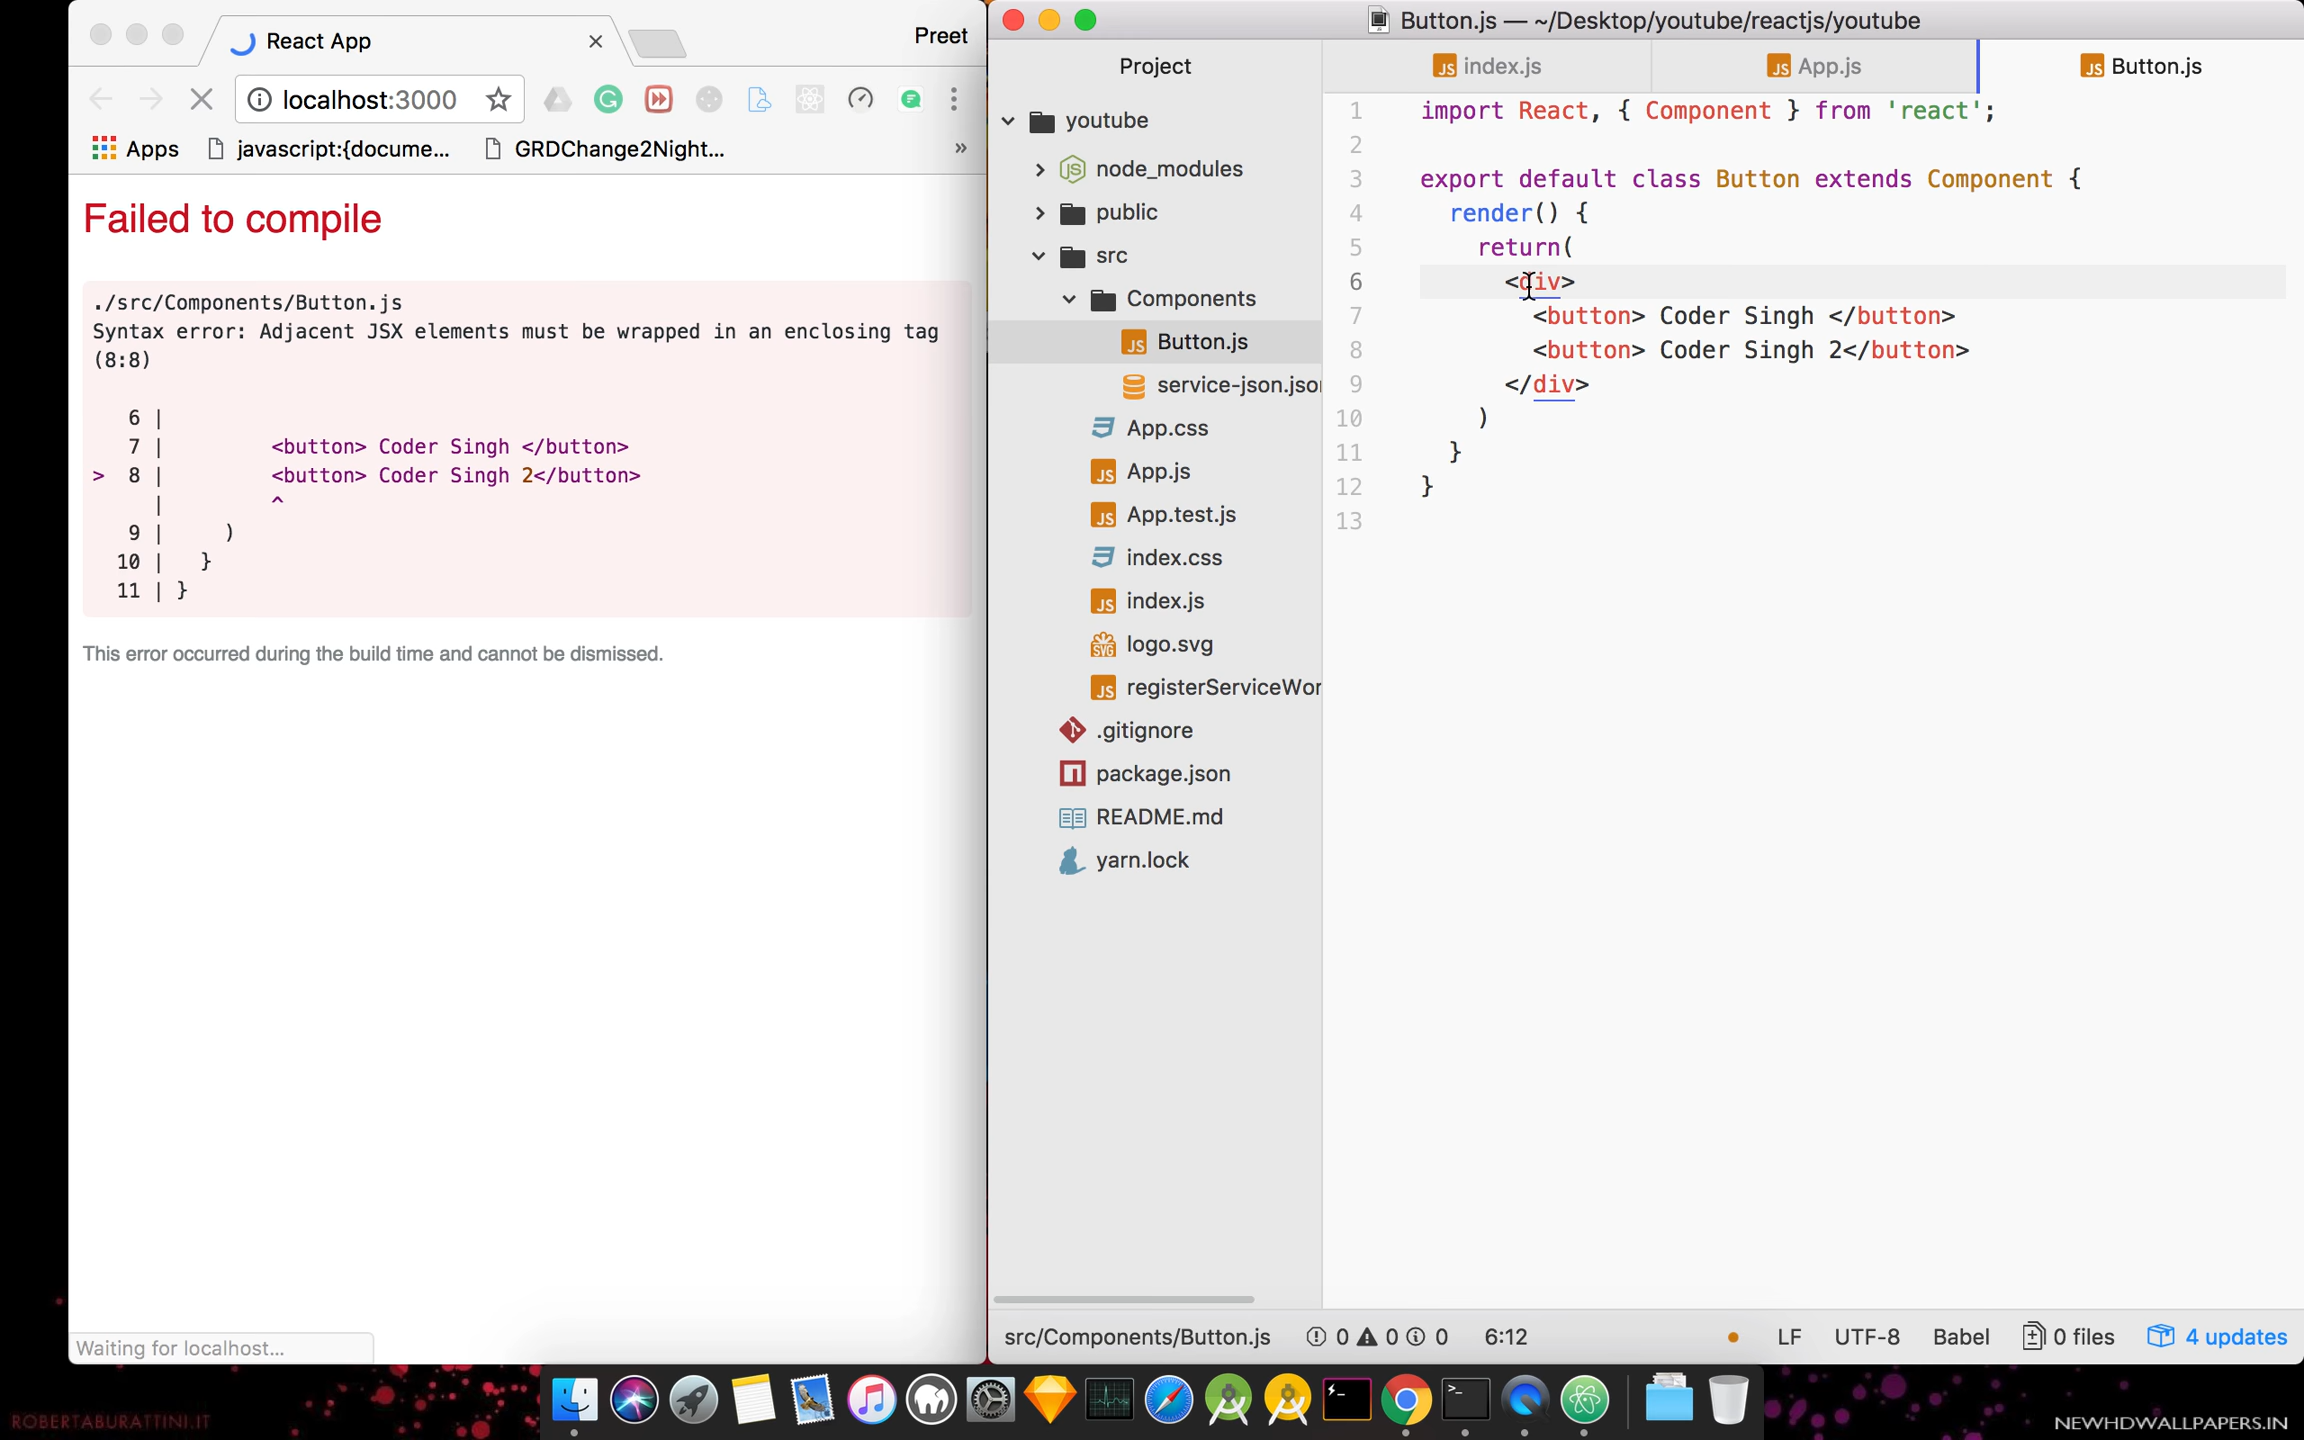 React App
Preet
localhost:3000
Apps
javascript:{docume...
GRDChange2Night...
»
Failed to compile
./src/Components/Button.js
Syntax error: Adjacent JSX elements must be wrapped in an enclosing tag
(8:8)
6 |
7 | <button> Coder Singh </button>
> 8 | <button> Coder Singh 2</button>
| ^
9 | )
10 | }
11 | }
This error occurred during the build time and cannot be dismissed.
Waiting for localhost...
Button.js — ~/Desktop/youtube/reactjs/youtube
Project
youtube
node_modules
public
src
Components
Button.js
service-json.jso
App.css
App.js
App.test.js
index.css
index.js
logo.svg
registerServiceWor
.gitignore
package.json
README.md
yarn.lock
index.js
App.js
Button.js
1 import React, { Component } from 'react';
2
3 export default class Button extends Component {
4 render() {
5 return(
6 <div>
7 <button> Coder Singh </button>
8 <button> Coder Singh 2</button>
9 </div>
10 )
11 }
12 }
13
src/Components/Button.js 0 0 0 6:12 LF UTF-8 Babel 0 files 4 updates
ROBERTABURATTINI.IT
NEWHDWALLPAPERS.IN